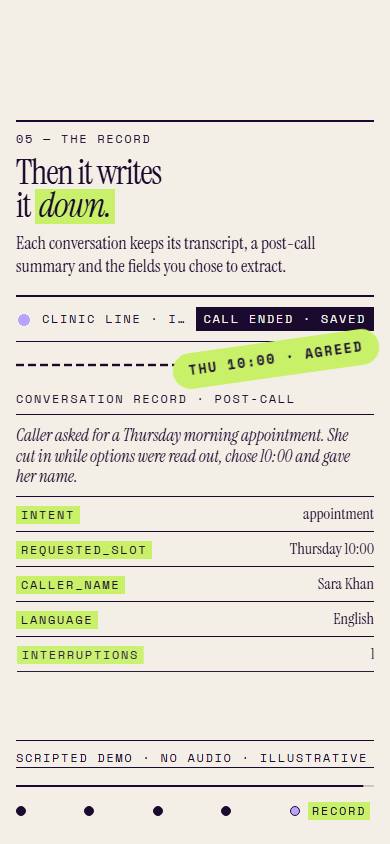 05 — THE RECORD
Then it writes
it down.
Each conversation keeps its transcript, a post-call
summary and the fields you chose to extract.
CLINIC LINE · I… CALL ENDED · SAVED
THU 10:00 · AGREED
CONVERSATION RECORD · POST-CALL
Caller asked for a Thursday morning appointment. She
cut in while options were read out, chose 10:00 and gave
her name.
INTENT appointment
REQUESTED_SLOT Thursday 10:00
CALLER_NAME Sara Khan
LANGUAGE English
INTERRUPTIONS 1
SCRIPTED DEMO · NO AUDIO · ILLUSTRATIVE
RECORD